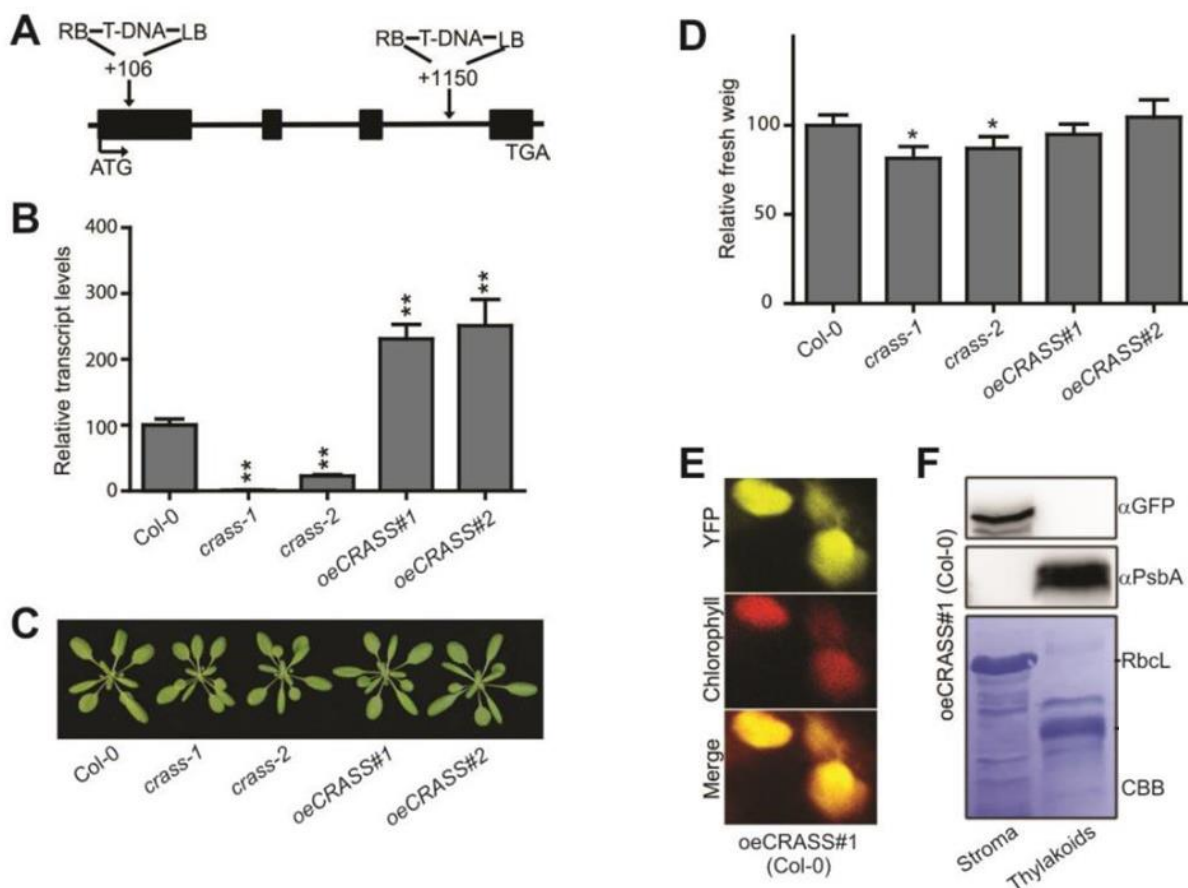 A
RB–T-DNA–LB
+106
RB–T-DNA–LB
+1150
ATG
TGA
B
Relative transcript levels
400
300
200
100
0
**
**
**
**
Col-0
crass-1
crass-2
oeCRASS#1
oeCRASS#2
C
Col-0
crass-1
crass-2
oeCRASS#1
oeCRASS#2
D
Relative fresh weig
100
50
0
*
*
Col-0
crass-1
crass-2
oeCRASS#1
oeCRASS#2
E
YFP
Chlorophyll
Merge
oeCRASS#1
(Col-0)
F
oeCRASS#1 (Col-0)
αGFP
αPsbA
RbcL
CBB
Stroma
Thylakoids